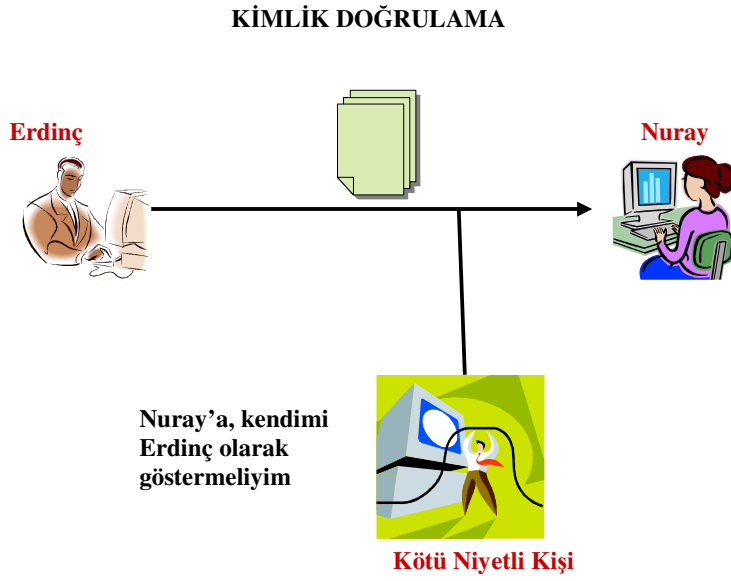 KİMLİK DOĞRULAMA
Erdinç
Nuray
Nuray’a, kendimi
Erdinç olarak
göstermeliyim
Kötü Niyetli Kişi